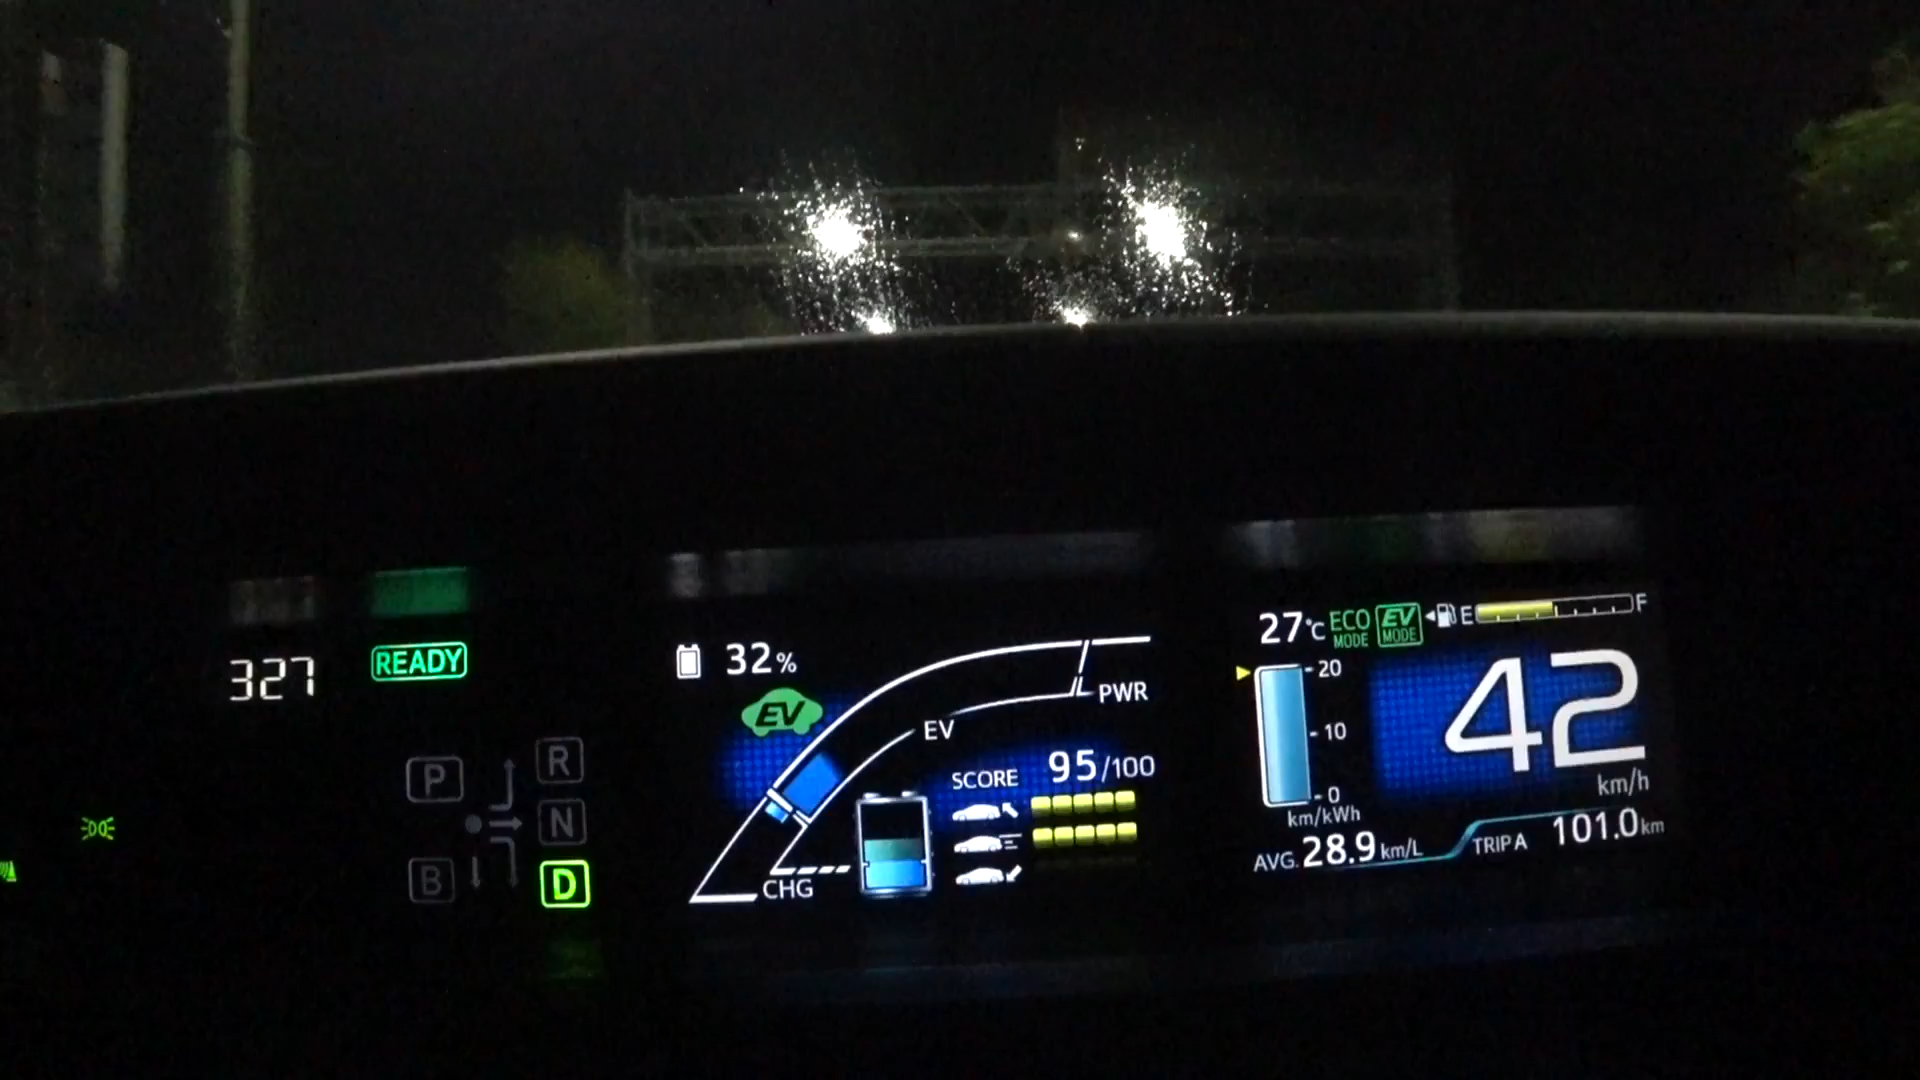 327
READY
P
R
N
B
D
32%
EV
PWR
EV
SCORE 95/100
CHG
27°C ECO MODE EV MODE E F
20
10
0
km/kWh
42
km/h
AVG. 28.9 km/L
TRIP A 101.0 km